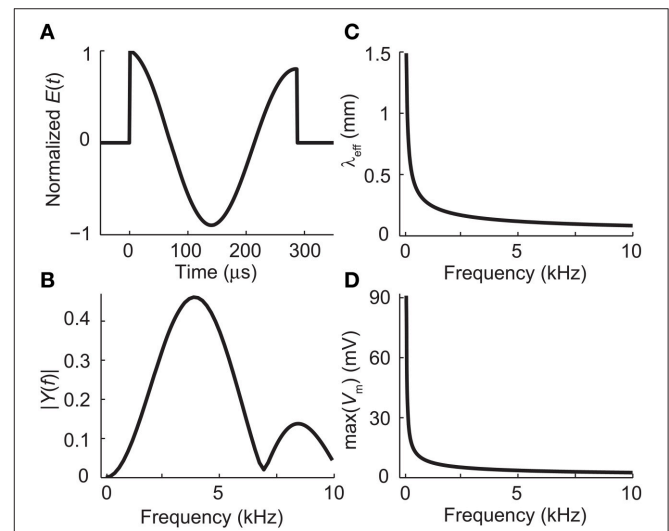 A
Normalized E(t)
1
0
−1
0
100
200
300
Time (μs)
C
λeff (mm)
1.5
1.0
0.5
0
0
5
10
Frequency (kHz)
B
|Y(f)|
0.4
0.3
0.2
0.1
0
0
5
10
Frequency (kHz)
D
max(Vm) (mV)
90
60
30
0
0
5
10
Frequency (kHz)